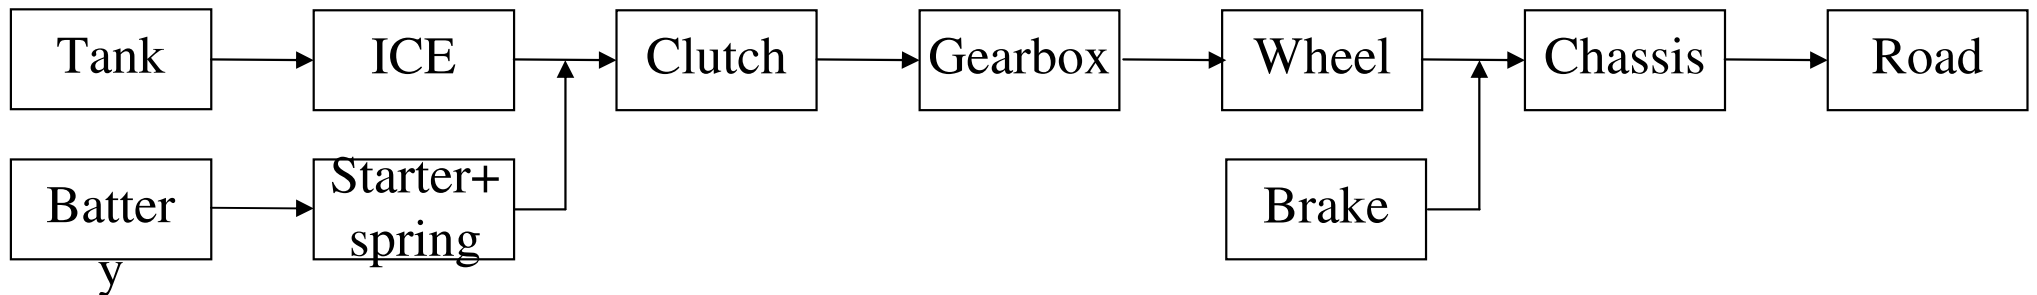 Tank
ICE
Clutch
Gearbox
Wheel
Chassis
Road
Batter
y
Starter+
spring
Brake